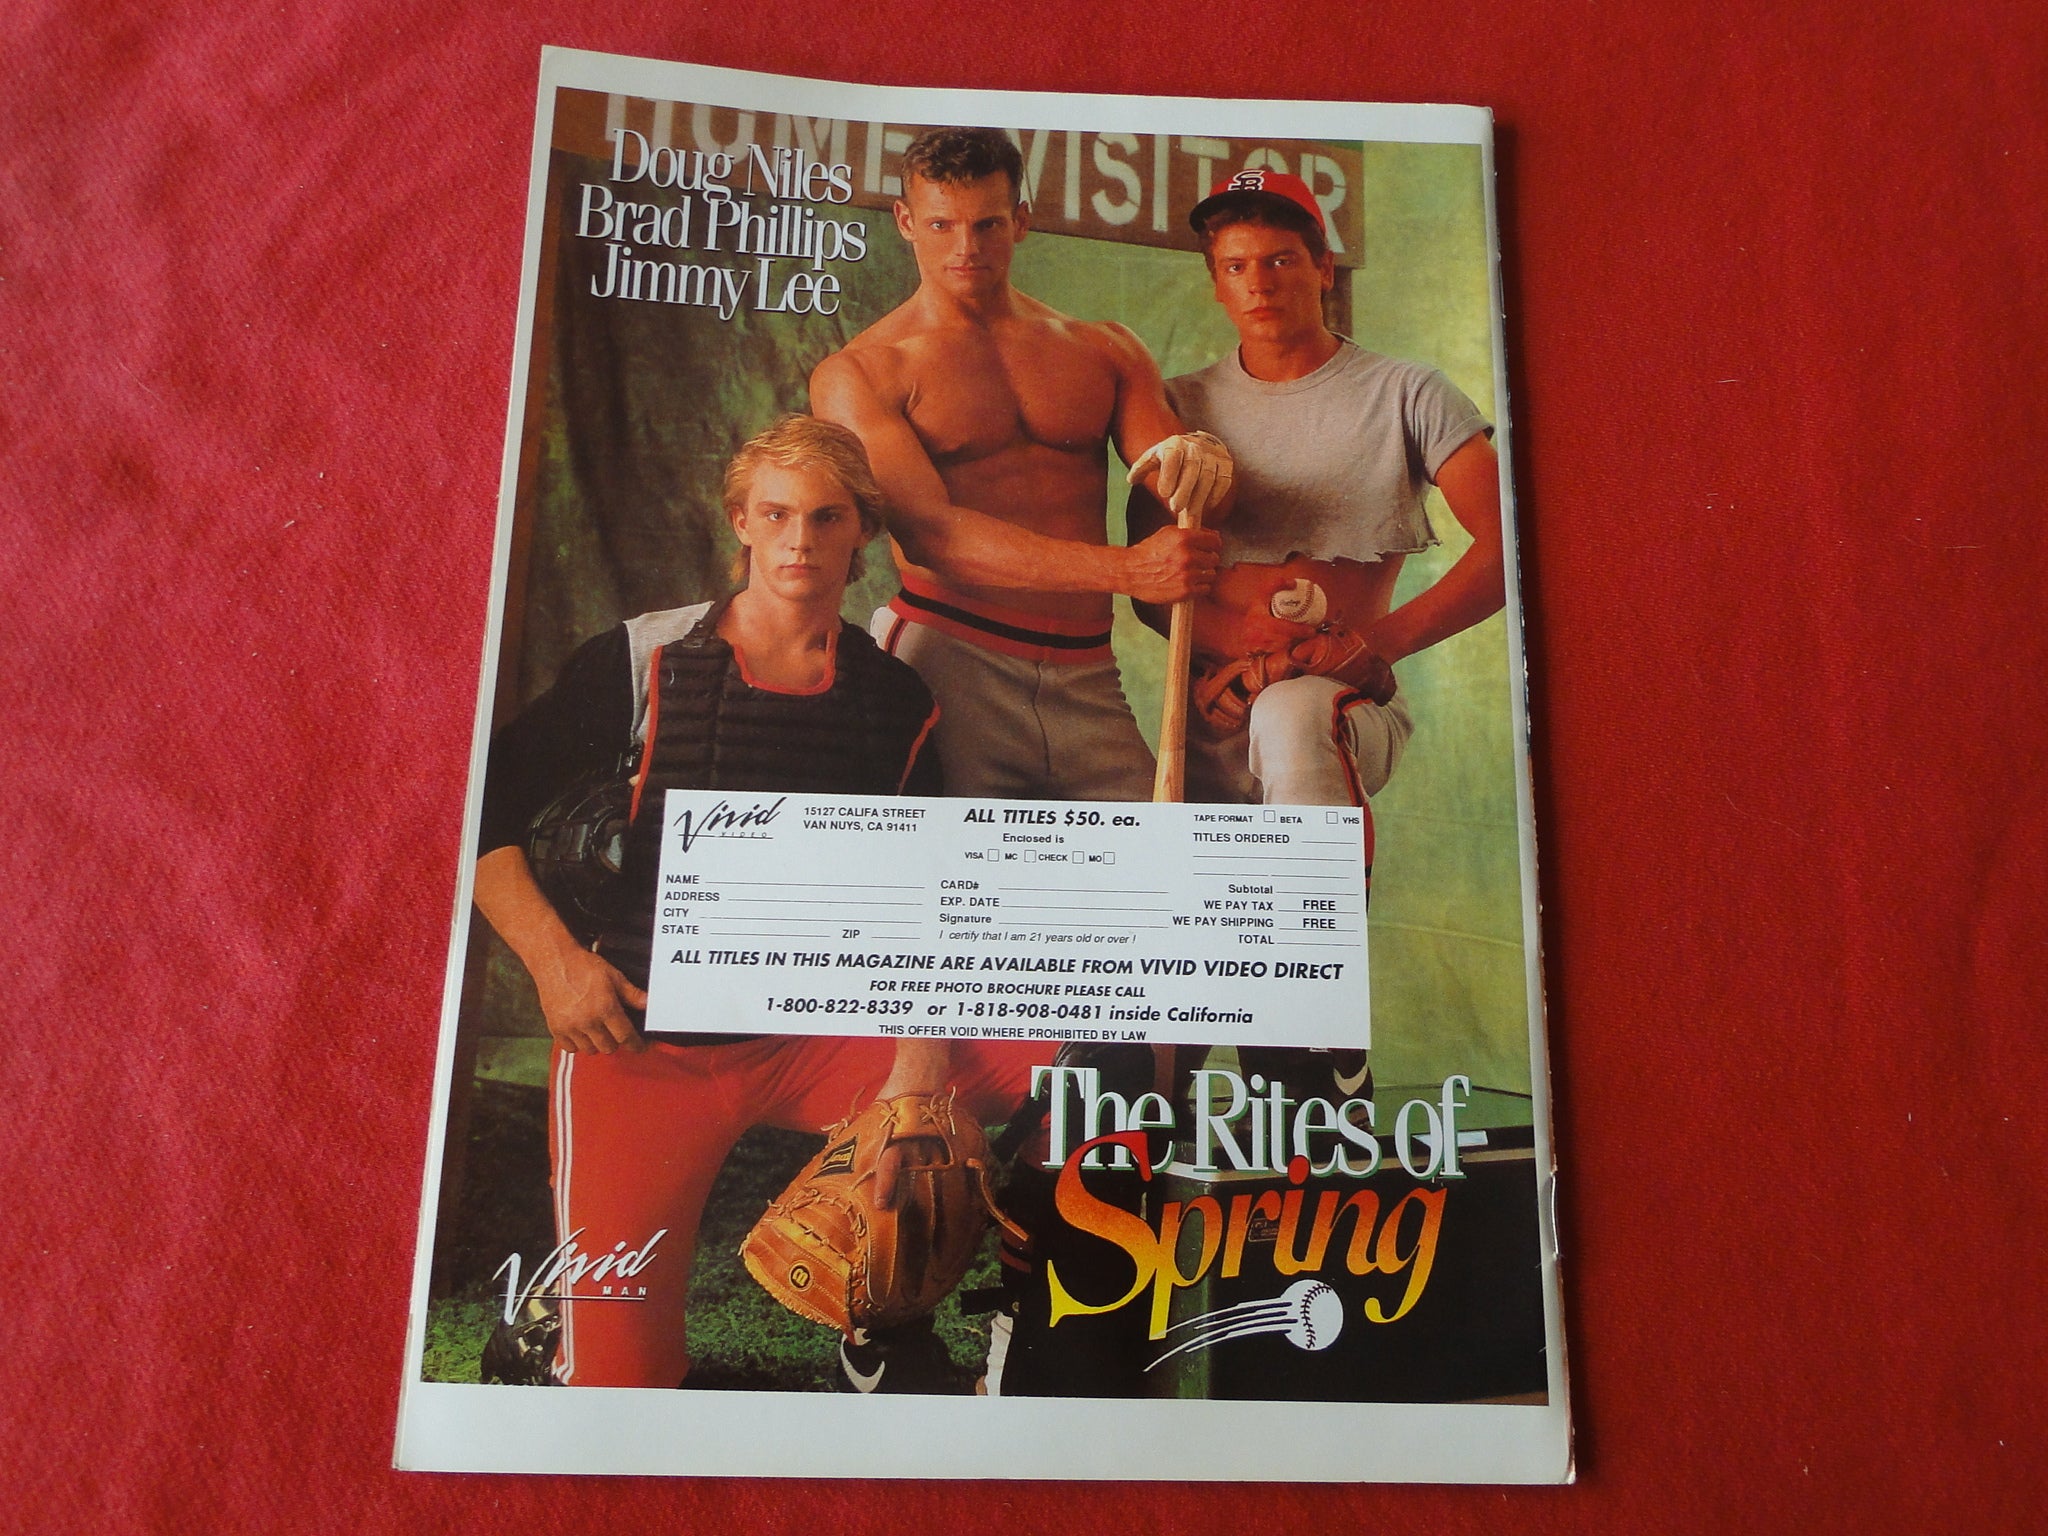 HOME VISITOR
Doug Niles
Brad Phillips
Jimmy Lee
Vivid
VIDEO
15127 CALIFA STREET
VAN NUYS, CA 91411
ALL TITLES $50. ea.
Enclosed is
VISA MC CHECK MO
TAPE FORMAT BETA VHS
TITLES ORDERED
NAME
ADDRESS
CITY
STATE ZIP
CARD#
EXP. DATE
Signature
I certify that I am 21 years old or over !
Subtotal
WE PAY TAX FREE
WE PAY SHIPPING FREE
TOTAL
ALL TITLES IN THIS MAGAZINE ARE AVAILABLE FROM VIVID VIDEO DIRECT
FOR FREE PHOTO BROCHURE PLEASE CALL
1-800-822-8339 or 1-818-908-0481 inside California
THIS OFFER VOID WHERE PROHIBITED BY LAW
The Rites of
Spring
Vivid
MAN